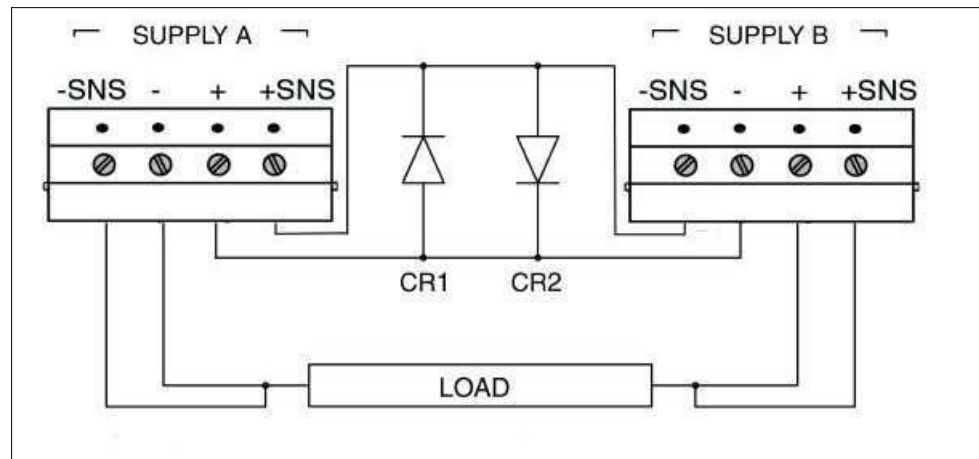 SUPPLY A
SUPPLY B
-SNS - + +SNS
-SNS - + +SNS
CR1
CR2
LOAD